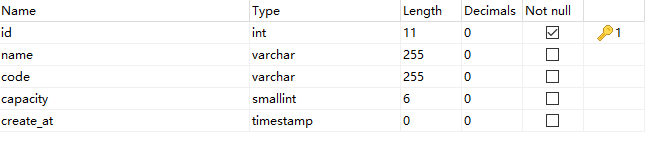 Name Type Length Decimals Not null
id int 11 0 1
name varchar 255 0
code varchar 255 0
capacity smallint 6 0
create_at timestamp 0 0